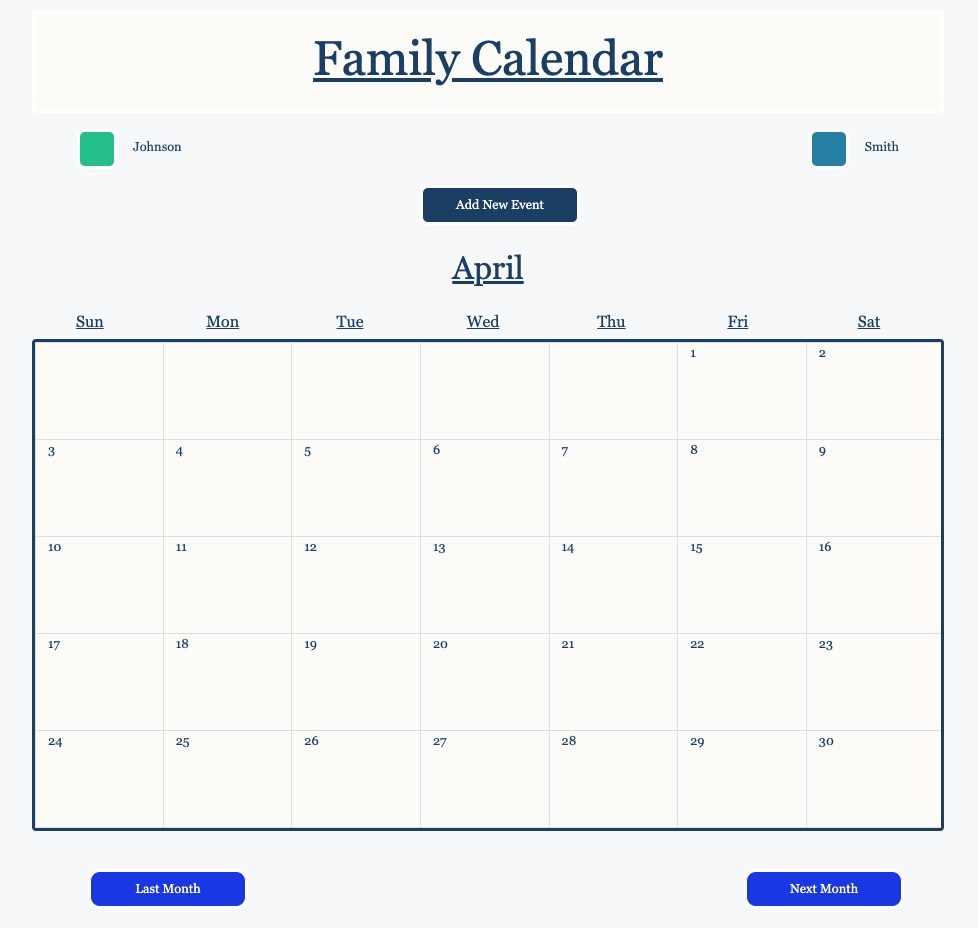 Family Calendar
Johnson Smith
Add New Event
April
Sun Mon Tue Wed Thu Fri Sat
1 2
3 4 5 6 7 8 9
10 11 12 13 14 15 16
17 18 19 20 21 22 23
24 25 26 27 28 29 30
Last Month Next Month